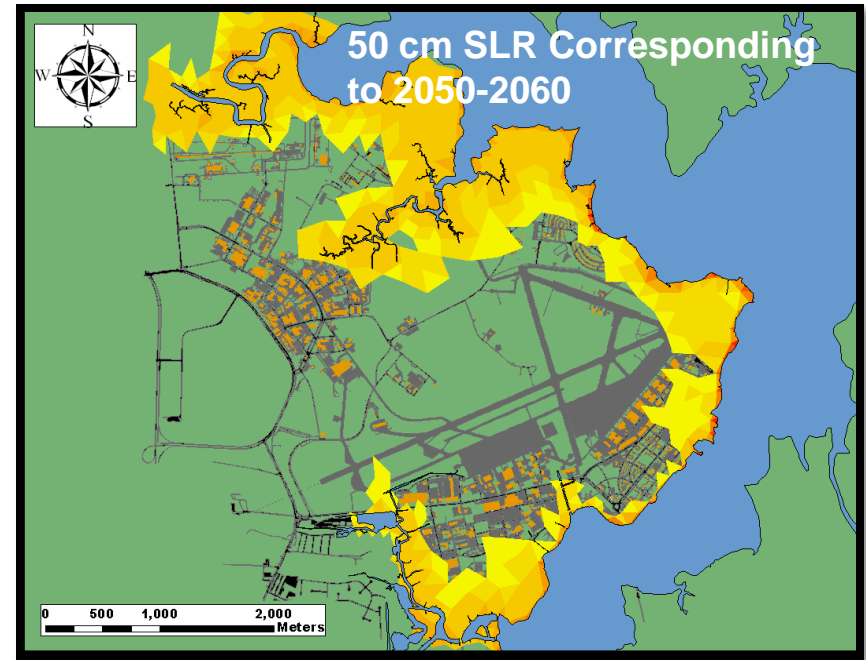 50 cm SLR Corresponding
to 2050-2060
N
W E
S
0 500 1,000 2,000
Meters